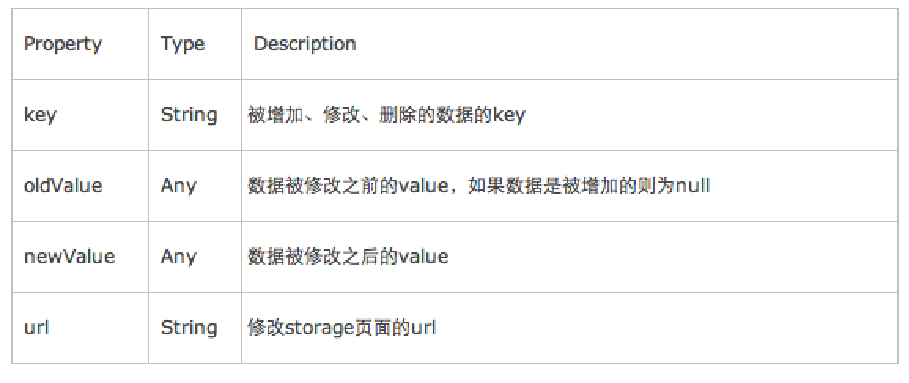 Property Type Description
key String 被增加、修改、删除的数据的key
oldValue Any 数据被修改之前的value，如果数据是被增加的则为null
newValue Any 数据被修改之后的value
url String 修改storage页面的url